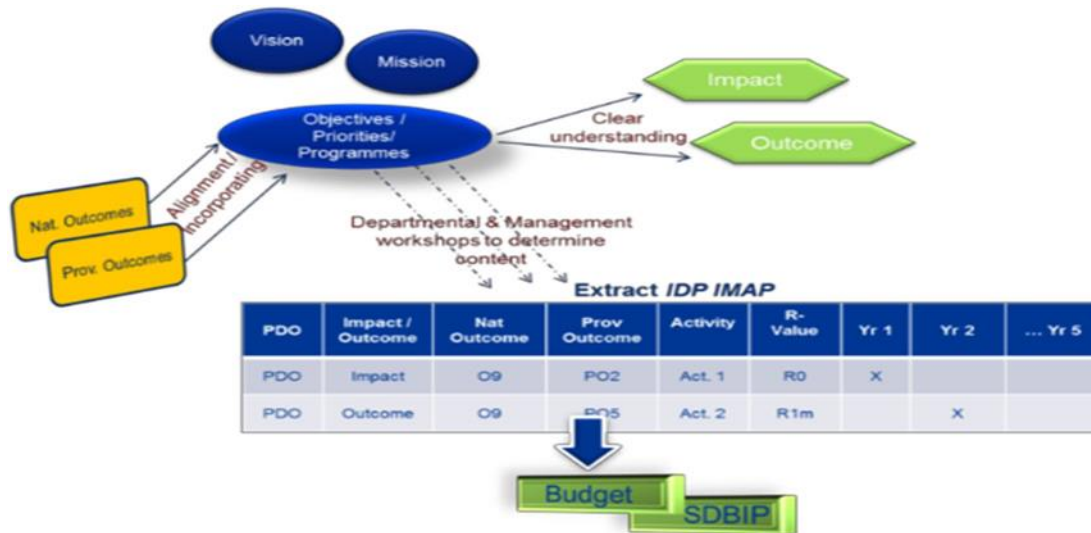 Vision
Mission
Objectives /
Priorities/
Programmes
Impact
Clear
understanding
Outcome
Alignment /
Incorporating
Nat. Outcomes
Prov. Outcomes
Departmental & Management
workshops to determine
content
Extract IDP IMAP
PDO Impact / Outcome Nat Outcome Prov Outcome Activity R-Value Yr 1 Yr 2 ... Yr 5
PDO Impact O9 PO2 Act. 1 R0 X
PDO Outcome O9 PO5 Act. 2 R1m X
Budget
SDBIP